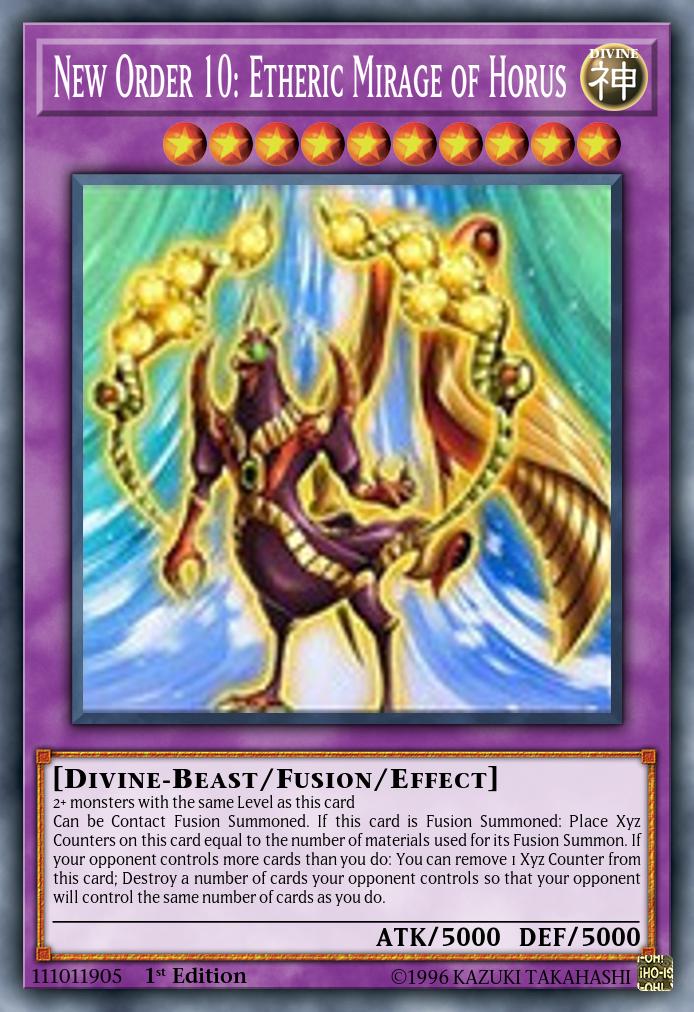 New Order 10: Etheric Mirage of Horus
DIVINE
神
[Divine-Beast/Fusion/Effect]
2+ monsters with the same Level as this card
Can be Contact Fusion Summoned. If this card is Fusion Summoned: Place Xyz
Counters on this card equal to the number of materials used for its Fusion Summon. If
your opponent controls more cards than you do: You can remove 1 Xyz Counter from
this card; Destroy a number of cards your opponent controls so that your opponent
will control the same number of cards as you do.
ATK/5000 DEF/5000
111011905 1st Edition ©1996 KAZUKI TAKAHASHI